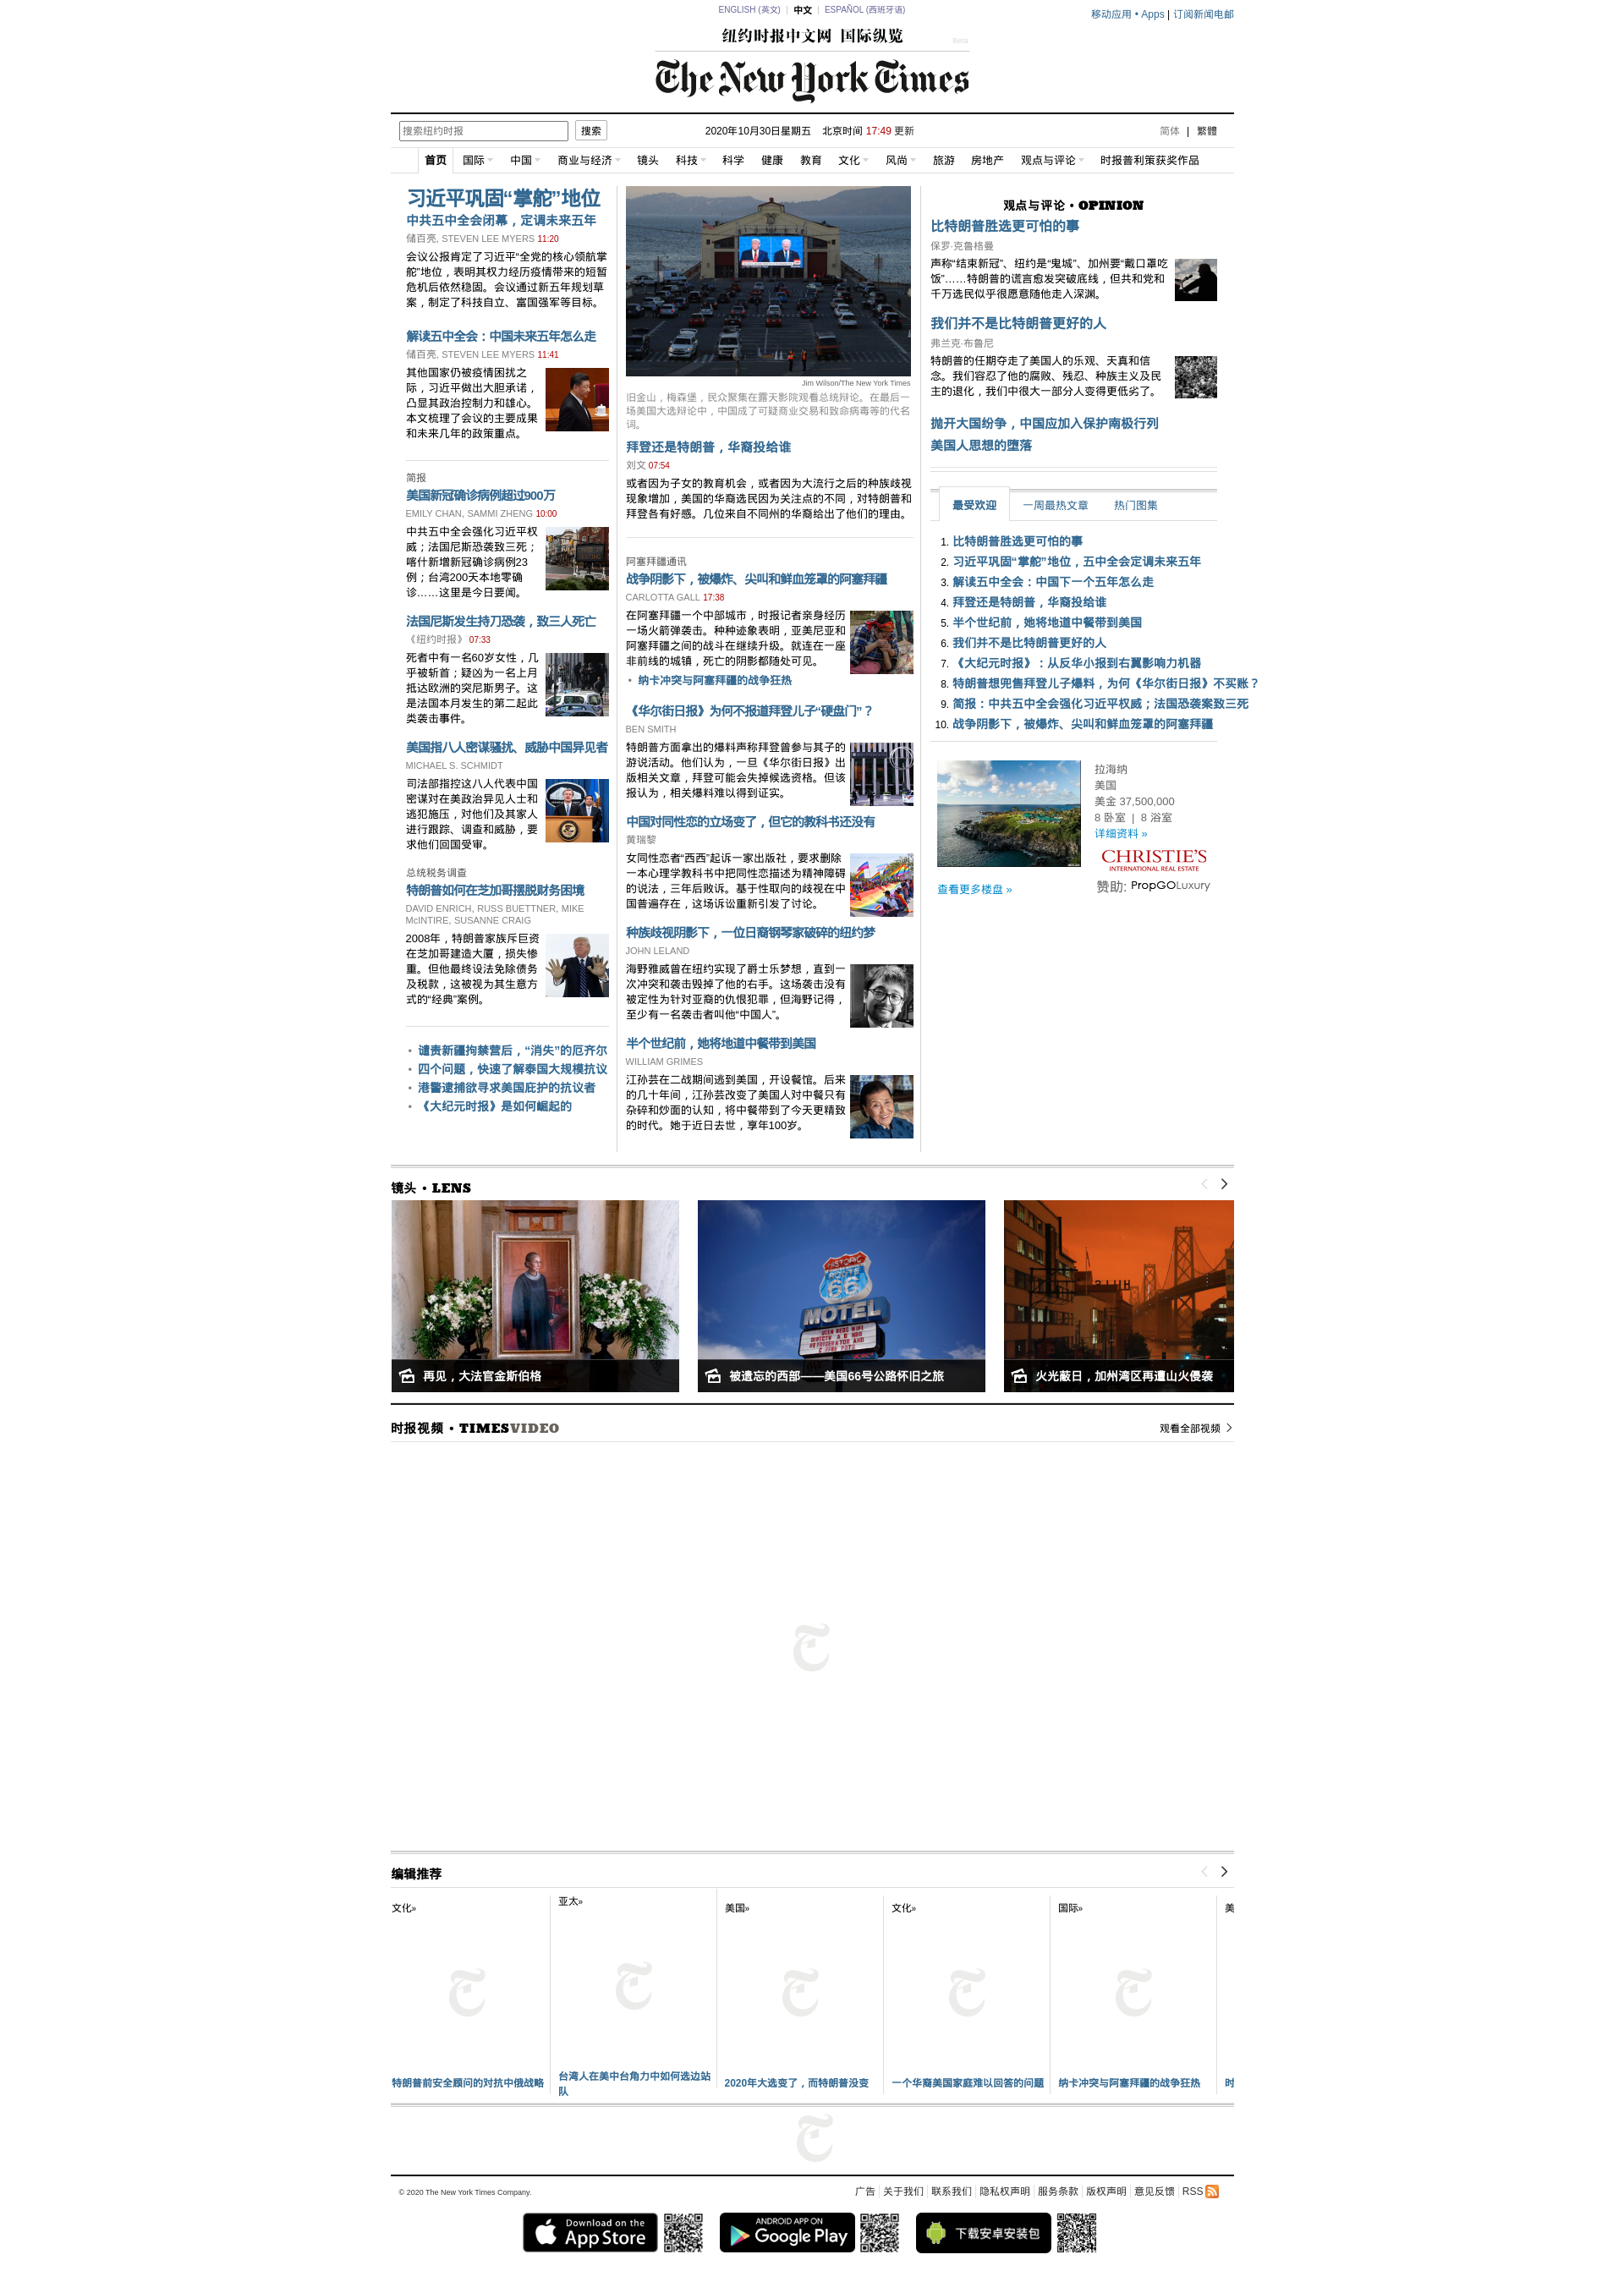 ENGLISH (英文) | 中文 | ESPAÑOL (西班牙语)
移动应用 • Apps | 订阅新闻电邮
纽约时报中文网 国际纵览
Beta
The New York Times
搜索纽约时报
搜索
2020年10月30日星期五 北京时间 17:49 更新
简体 | 繁體
首页 国际 中国 商业与经济 镜头 科技 科学 健康 教育 文化 风尚 旅游 房地产 观点与评论 时报普利策获奖作品
习近平巩固“掌舵”地位
中共五中全会闭幕，定调未来五年
储百亮, STEVEN LEE MYERS 11:20
会议公报肯定了习近平“全党的核心领航掌
舵”地位，表明其权力经历疫情带来的短暂
危机后依然稳固。会议通过新五年规划草
案，制定了科技自立、富国强军等目标。
解读五中全会：中国未来五年怎么走
储百亮, STEVEN LEE MYERS 11:41
其他国家仍被疫情困扰之
际，习近平做出大胆承诺，
凸显其政治控制力和雄心。
本文梳理了会议的主要成果
和未来几年的政策重点。
简报
美国新冠确诊病例超过900万
EMILY CHAN, SAMMI ZHENG 10:00
中共五中全会强化习近平权
威；法国尼斯恐袭致三死；
喀什新增新冠确诊病例23
例；台湾200天本地零确
诊……这里是今日要闻。
法国尼斯发生持刀恐袭，致三人死亡
《纽约时报》 07:33
死者中有一名60岁女性，几
乎被斩首；疑凶为一名上月
抵达欧洲的突尼斯男子。这
是法国本月发生的第二起此
类袭击事件。
美国指八人密谋骚扰、威胁中国异见者
MICHAEL S. SCHMIDT
司法部指控这八人代表中国
密谋对在美政治异见人士和
逃犯施压，对他们及其家人
进行跟踪、调查和威胁，要
求他们回国受审。
总统税务调查
特朗普如何在芝加哥摆脱财务困境
DAVID ENRICH, RUSS BUETTNER, MIKE
McINTIRE, SUSANNE CRAIG
2008年，特朗普家族斥巨资
在芝加哥建造大厦，损失惨
重。但他最终设法免除债务
及税款，这被视为其生意方
式的“经典”案例。
• 谴责新疆拘禁营后，“消失”的厄齐尔
• 四个问题，快速了解泰国大规模抗议
• 港警逮捕欲寻求美国庇护的抗议者
• 《大纪元时报》是如何崛起的
Jim Wilson/The New York Times
旧金山，梅森堡，民众聚集在露天影院观看总统辩论。在最后一
场美国大选辩论中，中国成了可疑商业交易和致命病毒等的代名
词。
拜登还是特朗普，华裔投给谁
刘文 07:54
或者因为子女的教育机会，或者因为大流行之后的种族歧视
现象增加，美国的华裔选民因为关注点的不同，对特朗普和
拜登各有好感。几位来自不同州的华裔给出了他们的理由。
阿塞拜疆通讯
战争阴影下，被爆炸、尖叫和鲜血笼罩的阿塞拜疆
CARLOTTA GALL 17:38
在阿塞拜疆一个中部城市，时报记者亲身经历
一场火箭弹袭击。种种迹象表明，亚美尼亚和
阿塞拜疆之间的战斗在继续升级。就连在一座
非前线的城镇，死亡的阴影都随处可见。
• 纳卡冲突与阿塞拜疆的战争狂热
《华尔街日报》为何不报道拜登儿子“硬盘门”？
BEN SMITH
特朗普方面拿出的爆料声称拜登曾参与其子的
游说活动。他们认为，一旦《华尔街日报》出
版相关文章，拜登可能会失掉候选资格。但该
报认为，相关爆料难以得到证实。
中国对同性恋的立场变了，但它的教科书还没有
黄瑞黎
女同性恋者“西西”起诉一家出版社，要求删除
一本心理学教科书中把同性恋描述为精神障碍
的说法，三年后败诉。基于性取向的歧视在中
国普遍存在，这场诉讼重新引发了讨论。
种族歧视阴影下，一位日裔钢琴家破碎的纽约梦
JOHN LELAND
海野雅威曾在纽约实现了爵士乐梦想，直到一
次冲突和袭击毁掉了他的右手。这场袭击没有
被定性为针对亚裔的仇恨犯罪，但海野记得，
至少有一名袭击者叫他“中国人”。
半个世纪前，她将地道中餐带到美国
WILLIAM GRIMES
江孙芸在二战期间逃到美国，开设餐馆。后来
的几十年间，江孙芸改变了美国人对中餐只有
杂碎和炒面的认知，将中餐带到了今天更精致
的时代。她于近日去世，享年100岁。
观点与评论 • OPINION
比特朗普胜选更可怕的事
保罗·克鲁格曼
声称“结束新冠”、纽约是“鬼城”、加州要“戴口罩吃
饭”……特朗普的谎言愈发突破底线，但共和党和
千万选民似乎很愿意随他走入深渊。
我们并不是比特朗普更好的人
弗兰克·布鲁尼
特朗普的任期夺走了美国人的乐观、天真和信
念。我们容忍了他的腐败、残忍、种族主义及民
主的退化，我们中很大一部分人变得更低劣了。
抛开大国纷争，中国应加入保护南极行列
美国人思想的堕落
最受欢迎 一周最热文章 热门图集
1. 比特朗普胜选更可怕的事
2. 习近平巩固“掌舵”地位，五中全会定调未来五年
3. 解读五中全会：中国下一个五年怎么走
4. 拜登还是特朗普，华裔投给谁
5. 半个世纪前，她将地道中餐带到美国
6. 我们并不是比特朗普更好的人
7. 《大纪元时报》：从反华小报到右翼影响力机器
8. 特朗普想兜售拜登儿子爆料，为何《华尔街日报》不买账？
9. 简报：中共五中全会强化习近平权威；法国恐袭案致三死
10. 战争阴影下，被爆炸、尖叫和鲜血笼罩的阿塞拜疆
拉海纳
美国
美金 37,500,000
8 卧室 | 8 浴室
详细资料 »
CHRISTIE'S
INTERNATIONAL REAL ESTATE
查看更多楼盘 »
赞助: PropGOLuxury
镜头 • LENS
HISTORIC
ROUTE
66
MOTEL
再见，大法官金斯伯格
被遗忘的西部——美国66号公路怀旧之旅
火光蔽日，加州湾区再遭山火侵袭
时报视频 • TIMESVIDEO
观看全部视频
编辑推荐
文化»
亚太»
美国»
文化»
国际»
美
特朗普前安全顾问的对抗中俄战略
台湾人在美中台角力中如何选边站
队
2020年大选变了，而特朗普没变
一个华裔美国家庭难以回答的问题
纳卡冲突与阿塞拜疆的战争狂热
时
© 2020 The New York Times Company.
广告 关于我们 联系我们 隐私权声明 服务条款 版权声明 意见反馈 RSS
Download on the
App Store
ANDROID APP ON
Google Play
下载安卓安装包